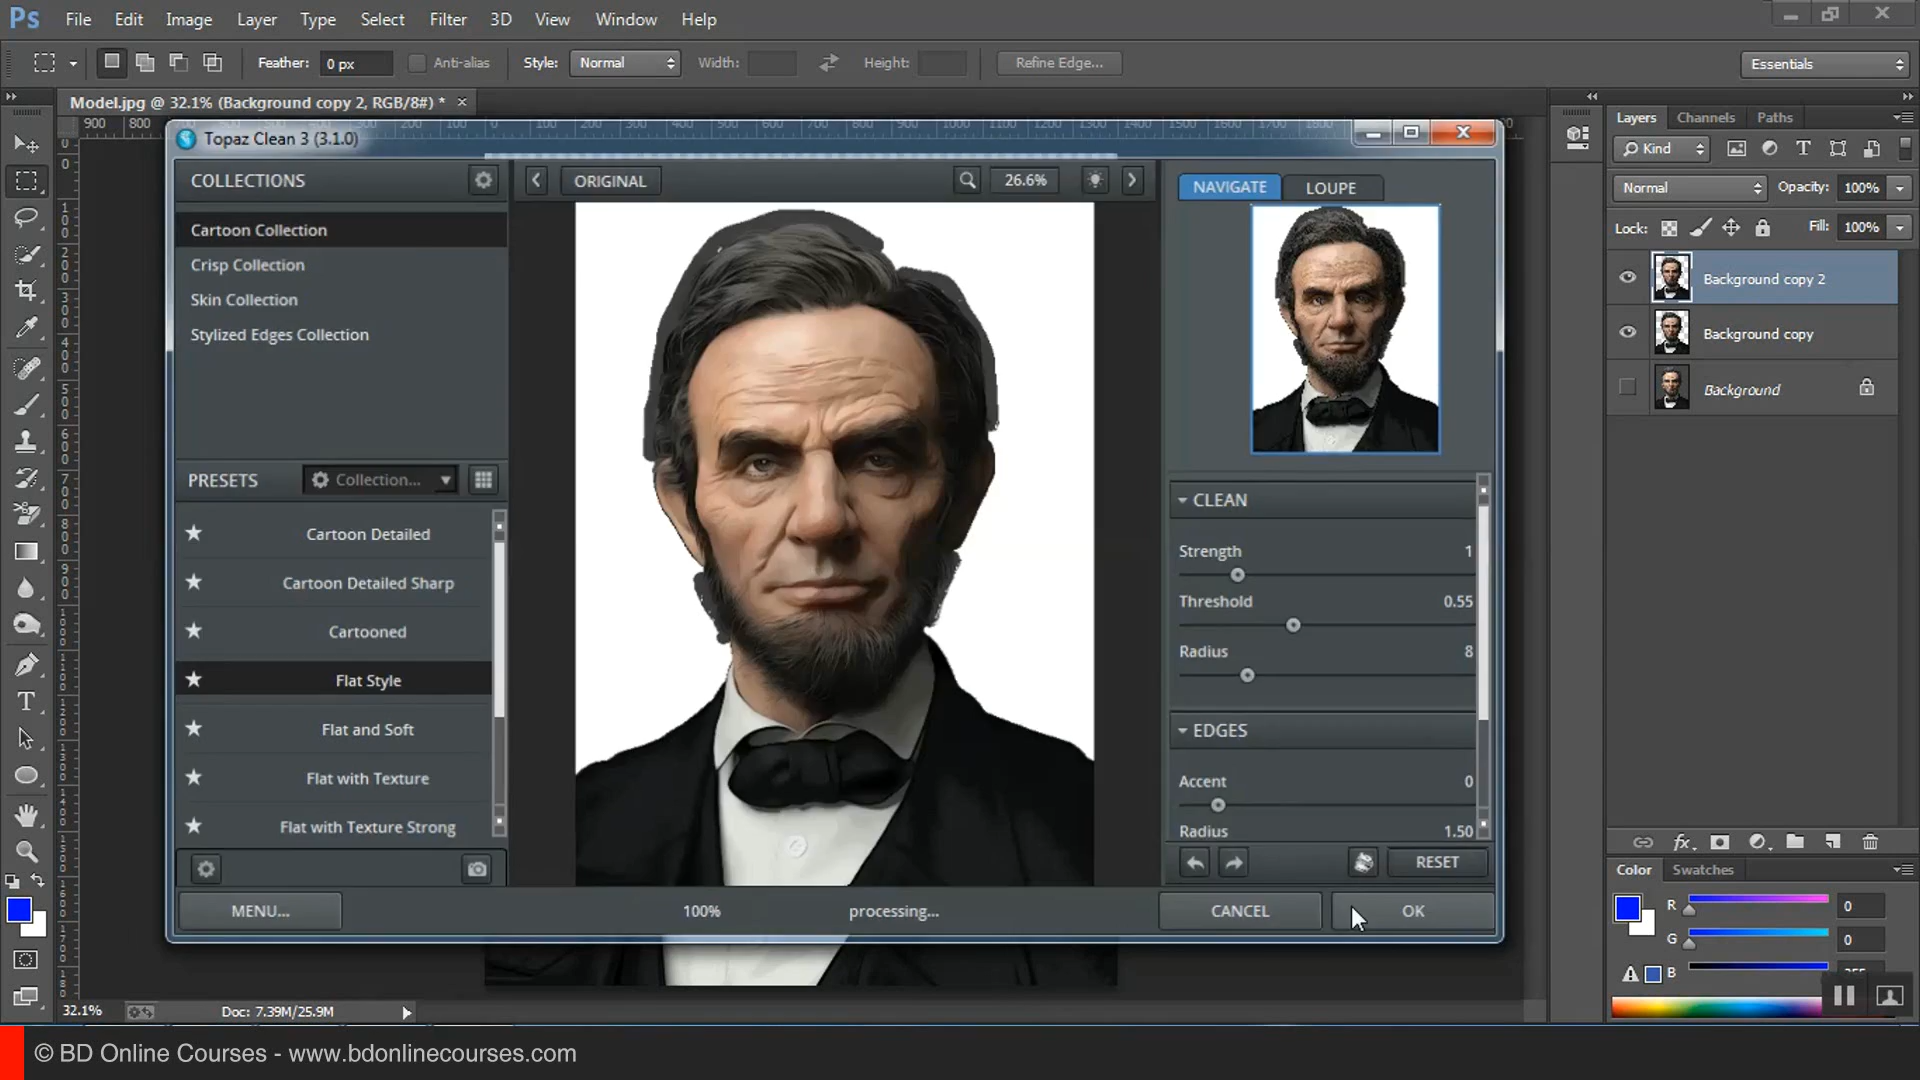 Ps File Edit Image Layer Type Select Filter 3D View Window Help
Feather: 0 px Anti-alias Style: Normal Width: Height: Refine Edge... Essentials
Model.jpg @ 32.1% (Background copy 2, RGB/8#) * ×
Topaz Clean 3 (3.1.0)
COLLECTIONS
Cartoon Collection
Crisp Collection
Skin Collection
Stylized Edges Collection
PRESETS Collection...
Cartoon Detailed
Cartoon Detailed Sharp
Cartooned
Flat Style
Flat and Soft
Flat with Texture
Flat with Texture Strong
MENU...
ORIGINAL 26.6%
100% processing...
NAVIGATE LOUPE
CLEAN
Strength 1
Threshold 0.55
Radius 8
EDGES
Accent 0
Radius 1.50
RESET
CANCEL OK
Layers Channels Paths
Kind
Normal Opacity: 100%
Lock: Fill: 100%
Background copy 2
Background copy
Background
Color Swatches
R 0
G 0
B
32.1% Doc: 7.39M/25.9M
© BD Online Courses - www.bdonlinecourses.com